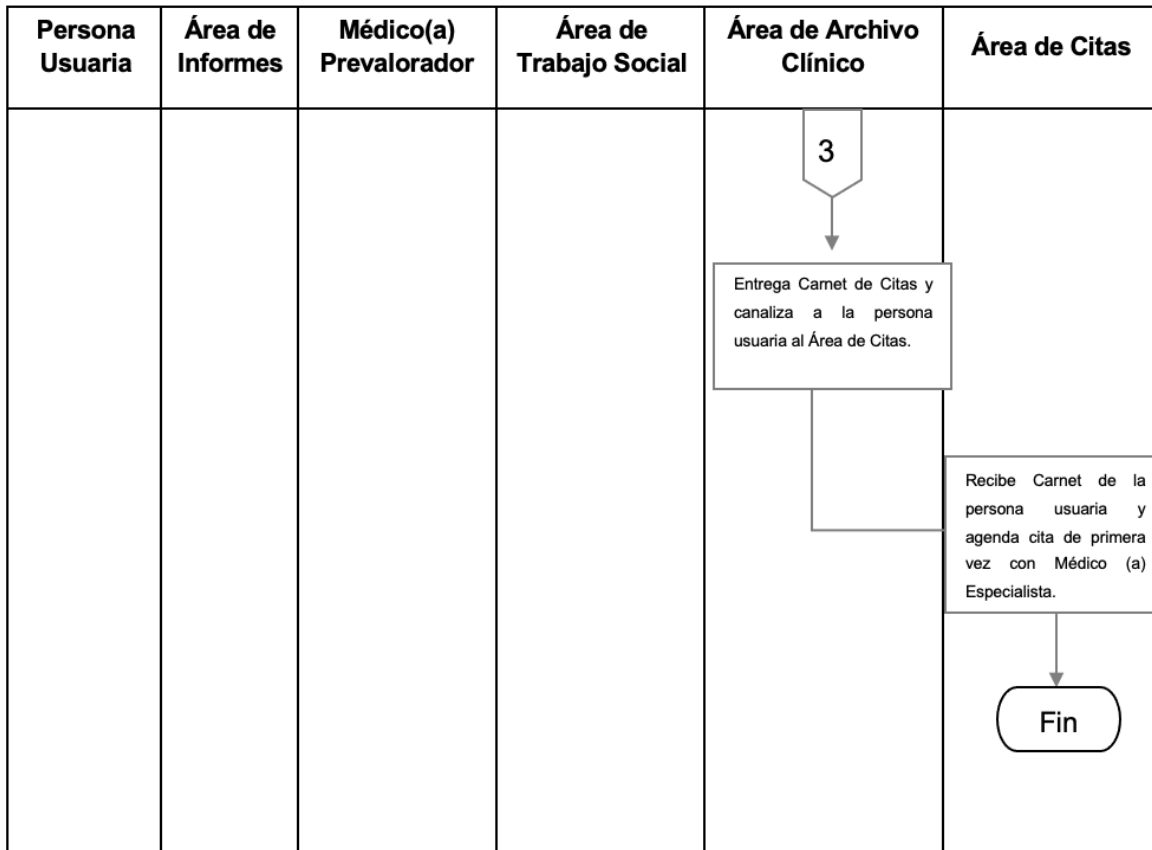 Persona
Usuaria
Área de
Informes
Médico(a)
Prevalorador
Área de
Trabajo Social
Área de Archivo
Clínico
Área de Citas
3
Entrega Carnet de Citas y
canaliza a la persona
usuaria al Área de Citas.
Recibe Carnet de la
persona usuaria y
agenda cita de primera
vez con Médico (a)
Especialista.
Fin